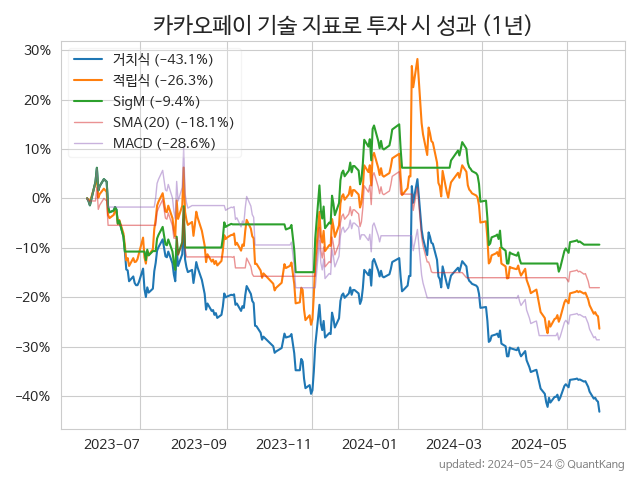 카카오페이 기술 지표로 투자 시 성과 (1년)
거치식 (−43.1%)
적립식 (−26.3%)
SigM (−9.4%)
SMA(20) (−18.1%)
MACD (−28.6%)
30%
20%
10%
0%
−10%
−20%
−30%
−40%
2023-07
2023-09
2023-11
2024-01
2024-03
2024-05
updated: 2024-05-24 © QuantKang